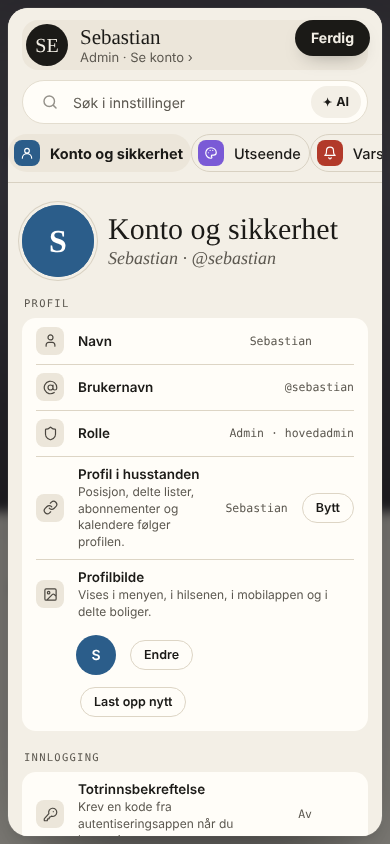 SE
Sebastian
Admin · Se konto ›
Ferdig
Søk i innstillinger
AI
Konto og sikkerhet
Utseende
Vars
S
Konto og sikkerhet
Sebastian · @sebastian
PROFIL
Navn
Sebastian
Brukernavn
@sebastian
Rolle
Admin · hovedadmin
Profil i husstanden
Posisjon, delte lister,
abonnementer og
kalendere følger
profilen.
Sebastian
Bytt
Profilbilde
Vises i menyen, i hilsenen, i mobilappen og i
delte boliger.
S
Endre
Last opp nytt
INNLOGGING
Totrinnsbekreftelse
Krev en kode fra
autentiseringsappen når du
Av